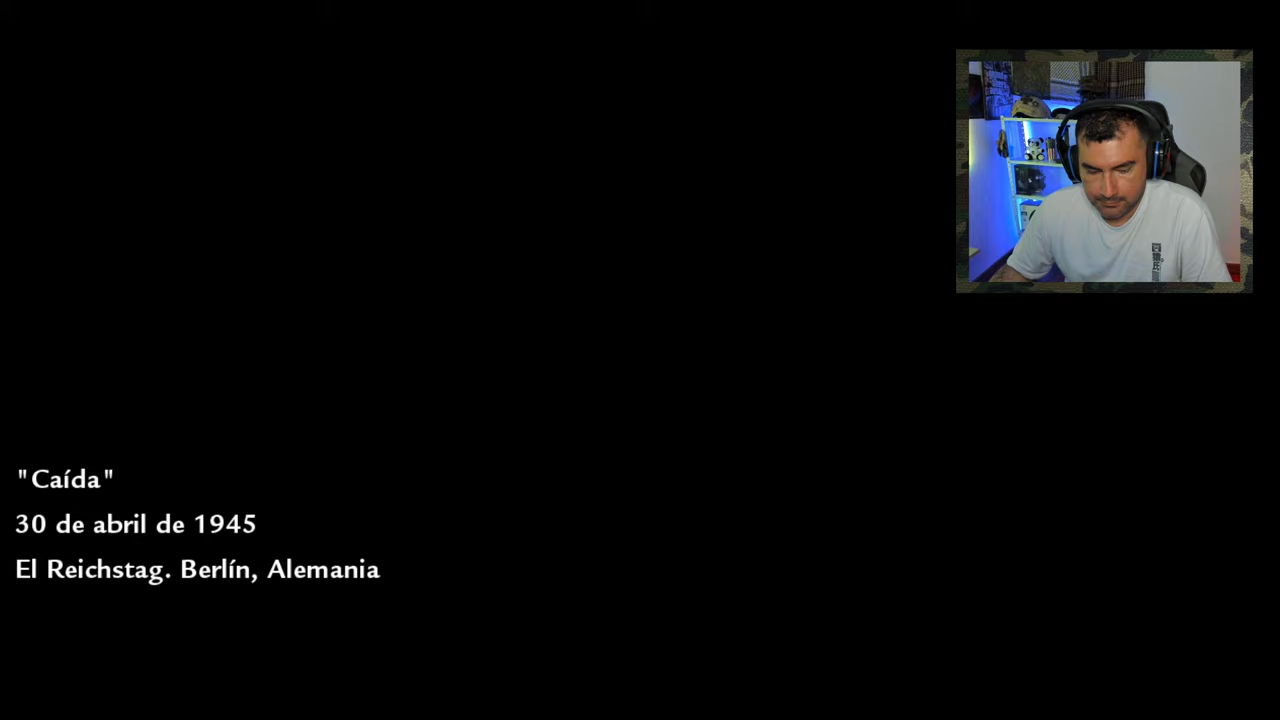 "Caída"
30 de abril de 1945
El Reichstag. Berlín, Alemania